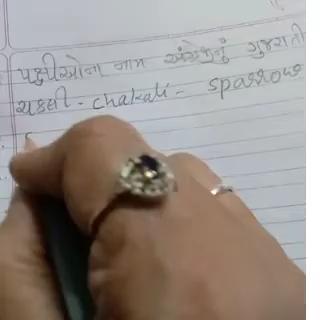 પક્ષીઓના નામ અંગ્રેજીનું ગુજરાતી
ચકલી - chakali - sparrow